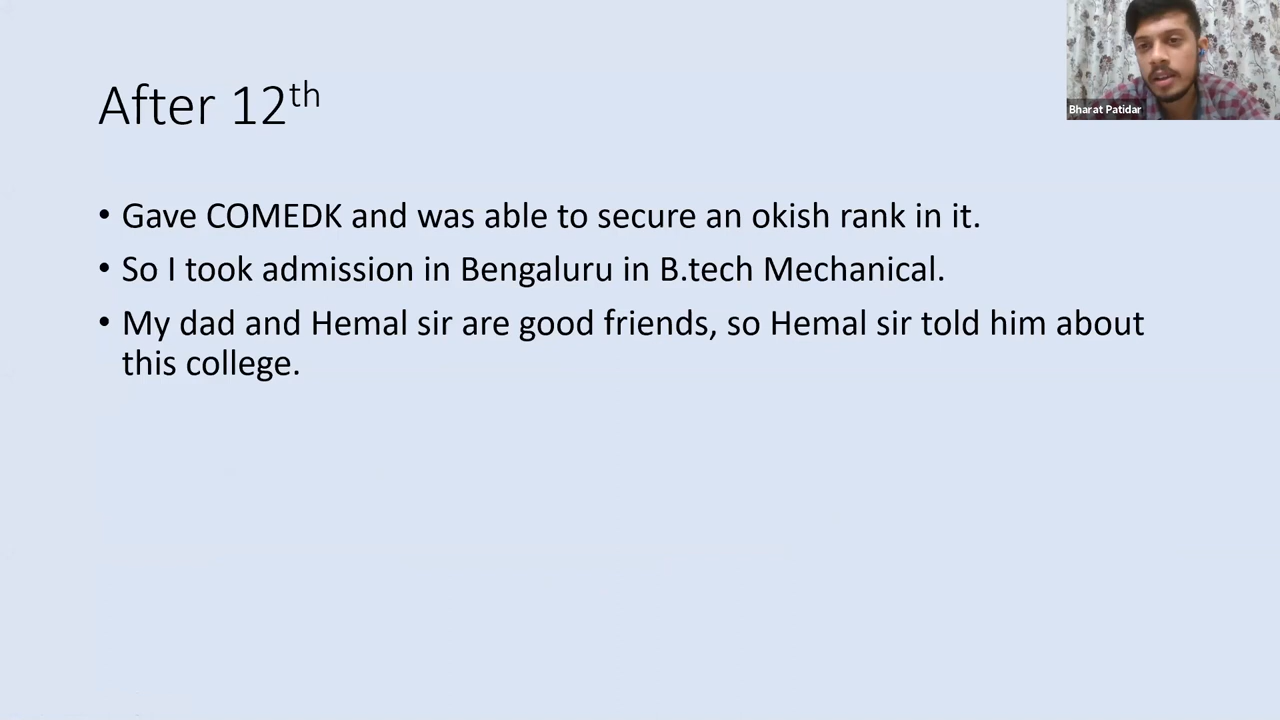 After 12th
• Gave COMEDK and was able to secure an okish rank in it.
• So I took admission in Bengaluru in B.tech Mechanical.
• My dad and Hemal sir are good friends, so Hemal sir told him about
this college.
Bharat Patidar